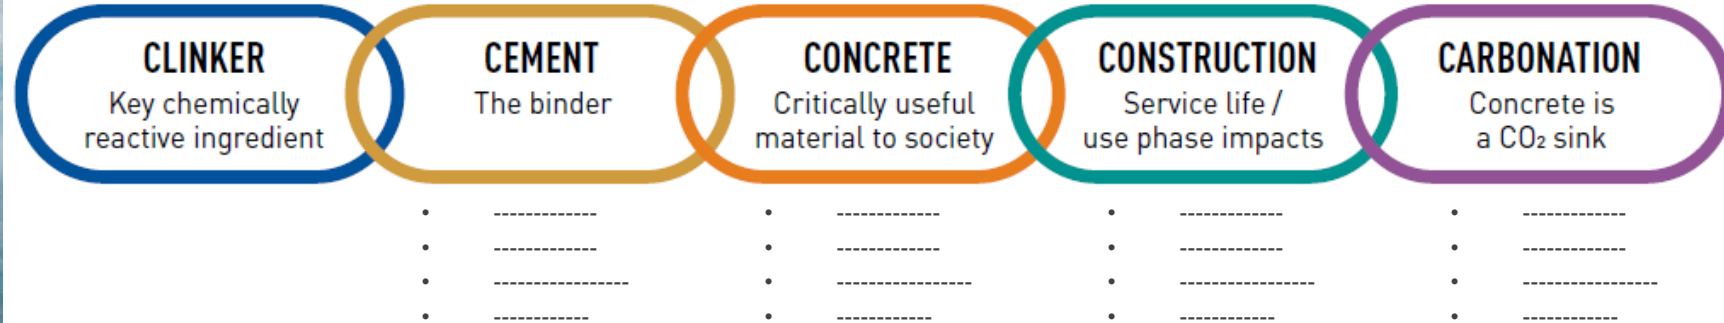 CLINKER
Key chemically
reactive ingredient
CEMENT
The binder
CONCRETE
Critically useful
material to society
CONSTRUCTION
Service life /
use phase impacts
CARBONATION
Concrete is
a CO₂ sink
• -------------
• -------------
• -----------------
• ------------
• -------------
• -------------
• -----------------
• ------------
• -------------
• -------------
• -----------------
• ------------
• -------------
• -------------
• -----------------
• ------------